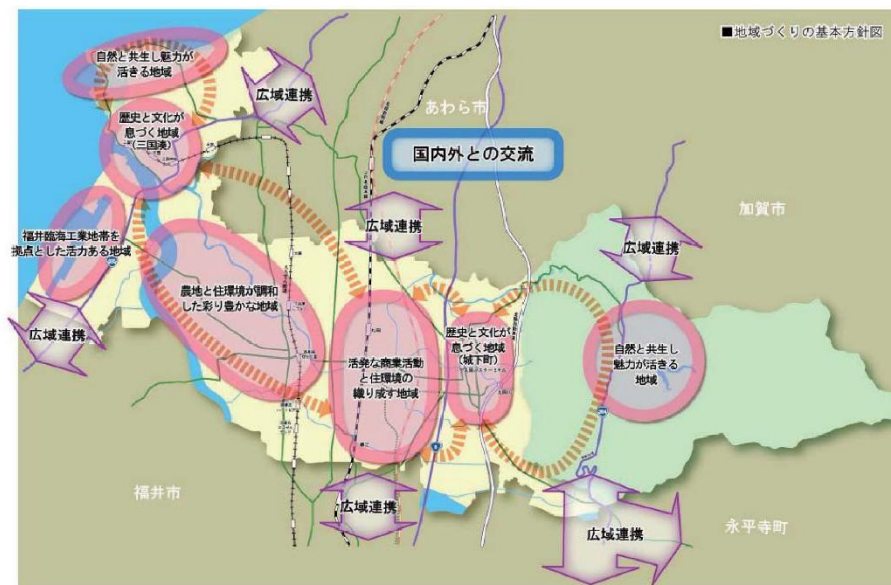 ■地域づくりの基本方針図
自然と共生し魅力が
活きる地域
広域連携
あわら市
歴史と文化が
息づく地域
(三国湊)
国内外との交流
広域連携
加賀市
広域連携
福井臨海工業地帯を
拠点とした活力ある地域
農地と住環境が調和
した彩り豊かな地域
広域連携
歴史と文化が
息づく地域
(城下町)
活発な商業活動
と住環境の
織り成す地域
自然と共生し
魅力が活きる
地域
福井市
広域連携
広域連携
永平寺町